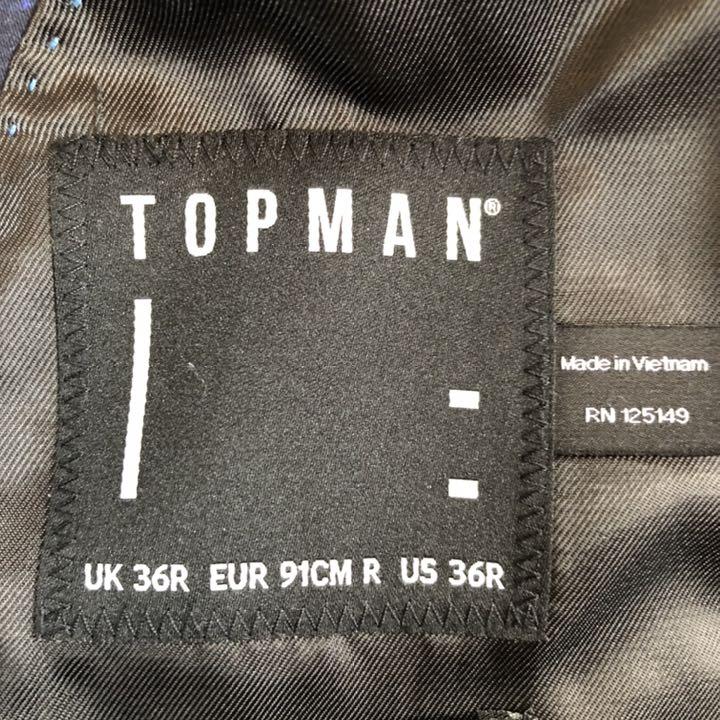 TOPMAN®
Made in Vietnam
RN 125149
UK 36R EUR 91CM R US 36R